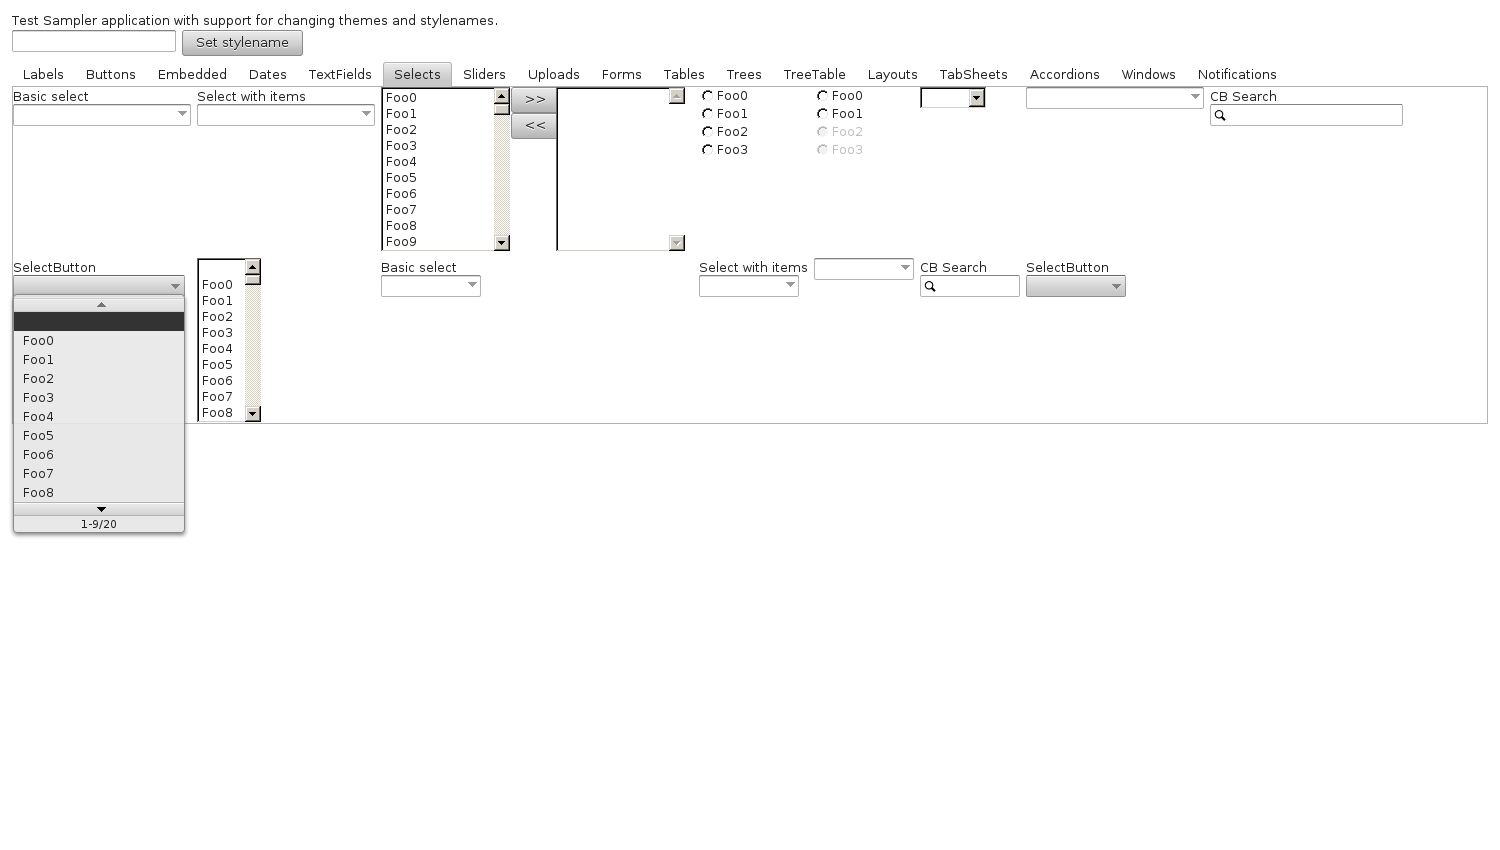 Test Sampler application with support for changing themes and stylenames.
Set stylename
Labels Buttons Embedded Dates TextFields Selects Sliders Uploads Forms Tables Trees TreeTable Layouts TabSheets Accordions Windows Notifications
Basic select
Select with items
Foo0
Foo1
Foo2
Foo3
Foo4
Foo5
Foo6
Foo7
Foo8
Foo9
>>
<<
Foo0
Foo1
Foo2
Foo3
Foo0
Foo1
Foo2
Foo3
CB Search
SelectButton
Foo0
Foo1
Foo2
Foo3
Foo4
Foo5
Foo6
Foo7
Foo8
1-9/20
Foo0
Foo1
Foo2
Foo3
Foo4
Foo5
Foo6
Foo7
Foo8
Basic select
Select with items
CB Search
SelectButton